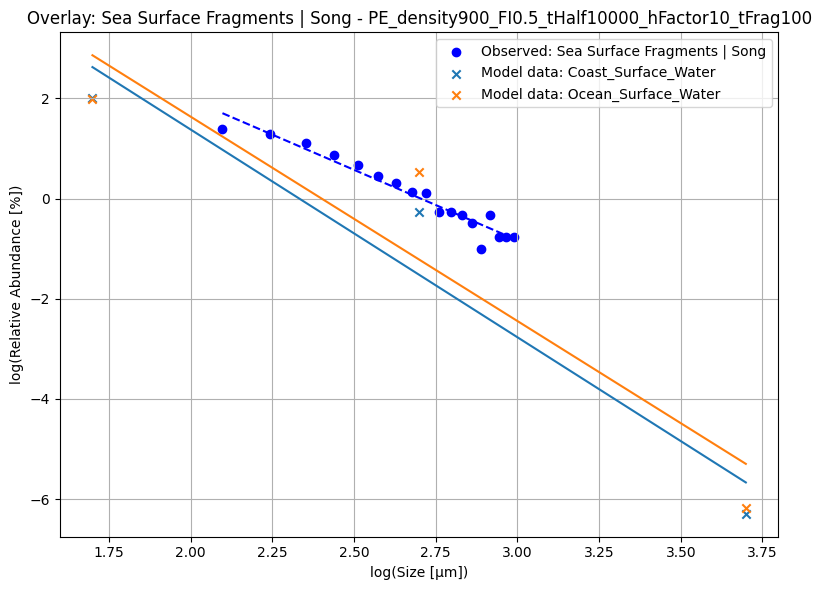 Overlay: Sea Surface Fragments | Song - PE_density900_FI0.5_tHalf10000_hFactor10_tFrag100
Observed: Sea Surface Fragments | Song
Model data: Coast_Surface_Water
Model data: Ocean_Surface_Water
log(Relative Abundance [%])
2
0
−2
−4
−6
1.75 2.00 2.25 2.50 2.75 3.00 3.25 3.50 3.75
log(Size [µm])